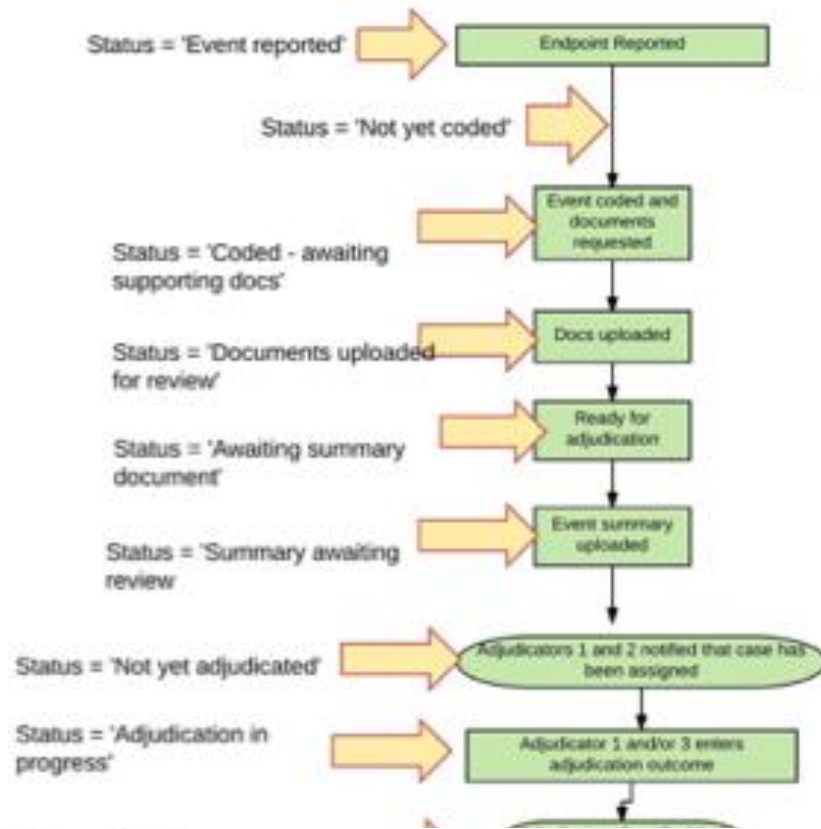 Status = 'Event reported'
Endpoint Reported
Status = 'Not yet coded'
Event coded and
documents
requested
Status = 'Coded - awaiting
supporting docs'
Docs uploaded
Status = 'Documents uploaded
for review'
Ready for
adjudication
Status = 'Awaiting summary
document'
Event summary
uploaded
Status = 'Summary awaiting
review
Adjudicators 1 and 2 notified that case has
been assigned
Status = 'Not yet adjudicated'
Status = 'Adjudication in
progress'
Adjudicator 1 and/or 3 enters
adjudication outcome